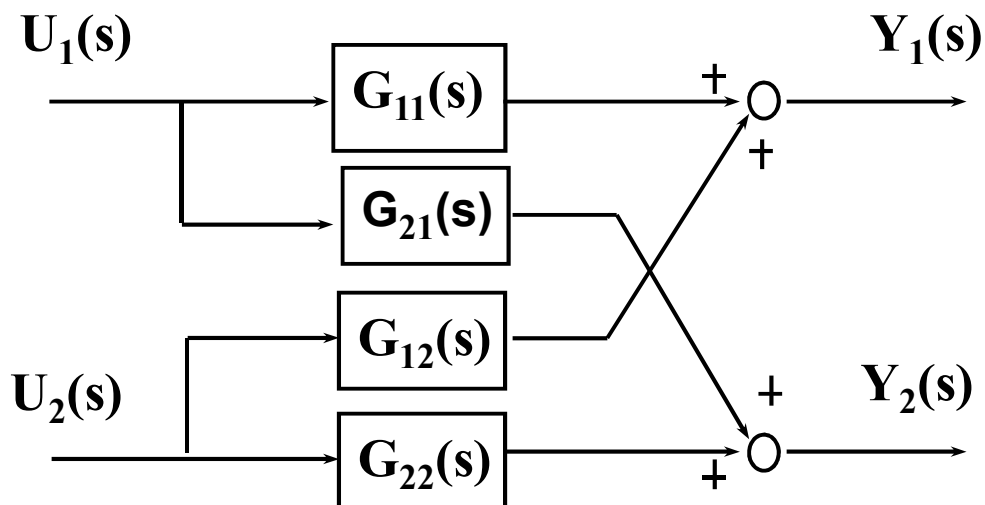 U₁(s)
Y₁(s)
G₁₁(s)
+
+
G₂₁(s)
G₁₂(s)
U₂(s)
+
Y₂(s)
G₂₂(s)
+